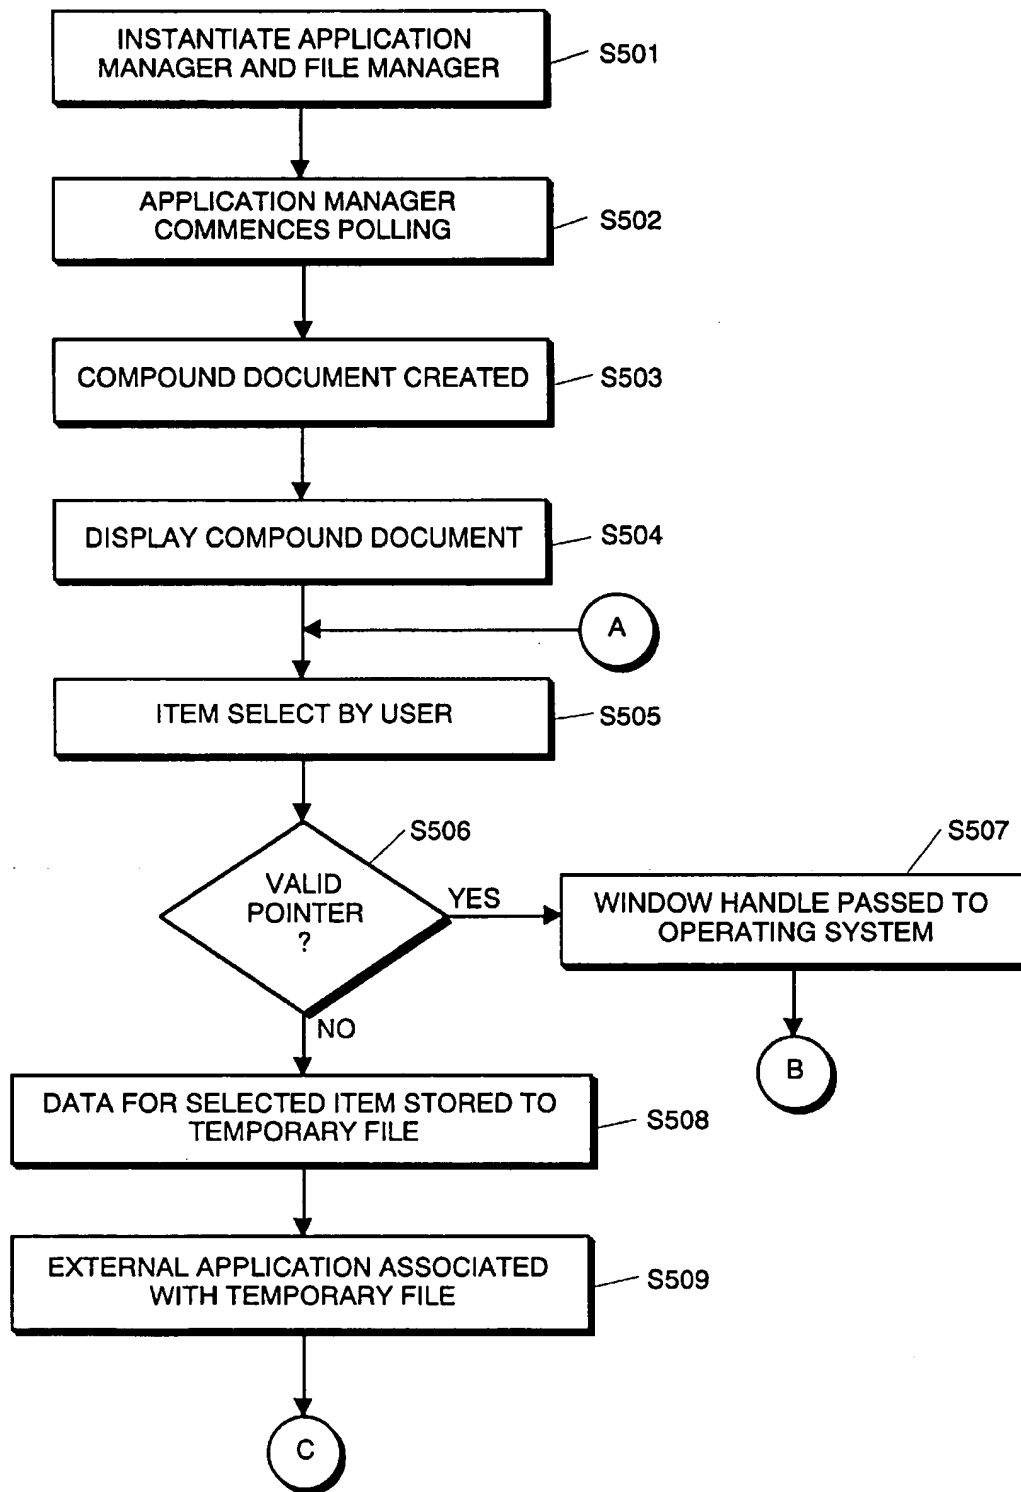 INSTANTIATE APPLICATION
MANAGER AND FILE MANAGER
S501
APPLICATION MANAGER
COMMENCES POLLING
S502
COMPOUND DOCUMENT CREATED
S503
DISPLAY COMPOUND DOCUMENT
S504
A
ITEM SELECT BY USER
S505
S506
VALID
POINTER
?
YES
S507
WINDOW HANDLE PASSED TO
OPERATING SYSTEM
B
NO
DATA FOR SELECTED ITEM STORED TO
TEMPORARY FILE
S508
EXTERNAL APPLICATION ASSOCIATED
WITH TEMPORARY FILE
S509
C